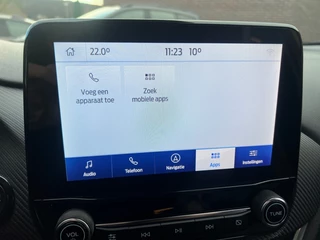 22.0° 11:23 10°
Voeg een
apparaat toe
Zoek
mobiele apps
Audio
Telefoon
Navigatie
Apps
Instellingen
VOL
TUNE